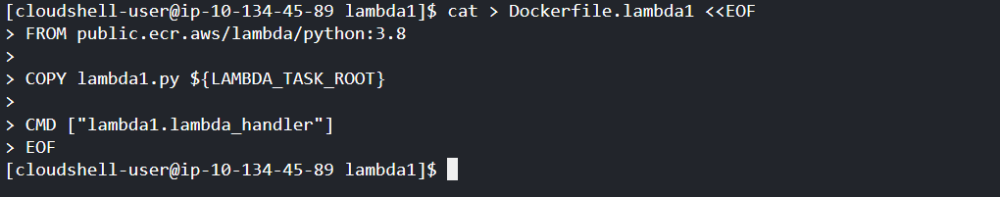 [cloudshell-user@ip-10-134-45-89 lambda1]$ cat > Dockerfile.lambda1 <<EOF
> FROM public.ecr.aws/lambda/python:3.8
>
> COPY lambda1.py ${LAMBDA_TASK_ROOT}
>
> CMD ["lambda1.lambda_handler"]
> EOF
[cloudshell-user@ip-10-134-45-89 lambda1]$